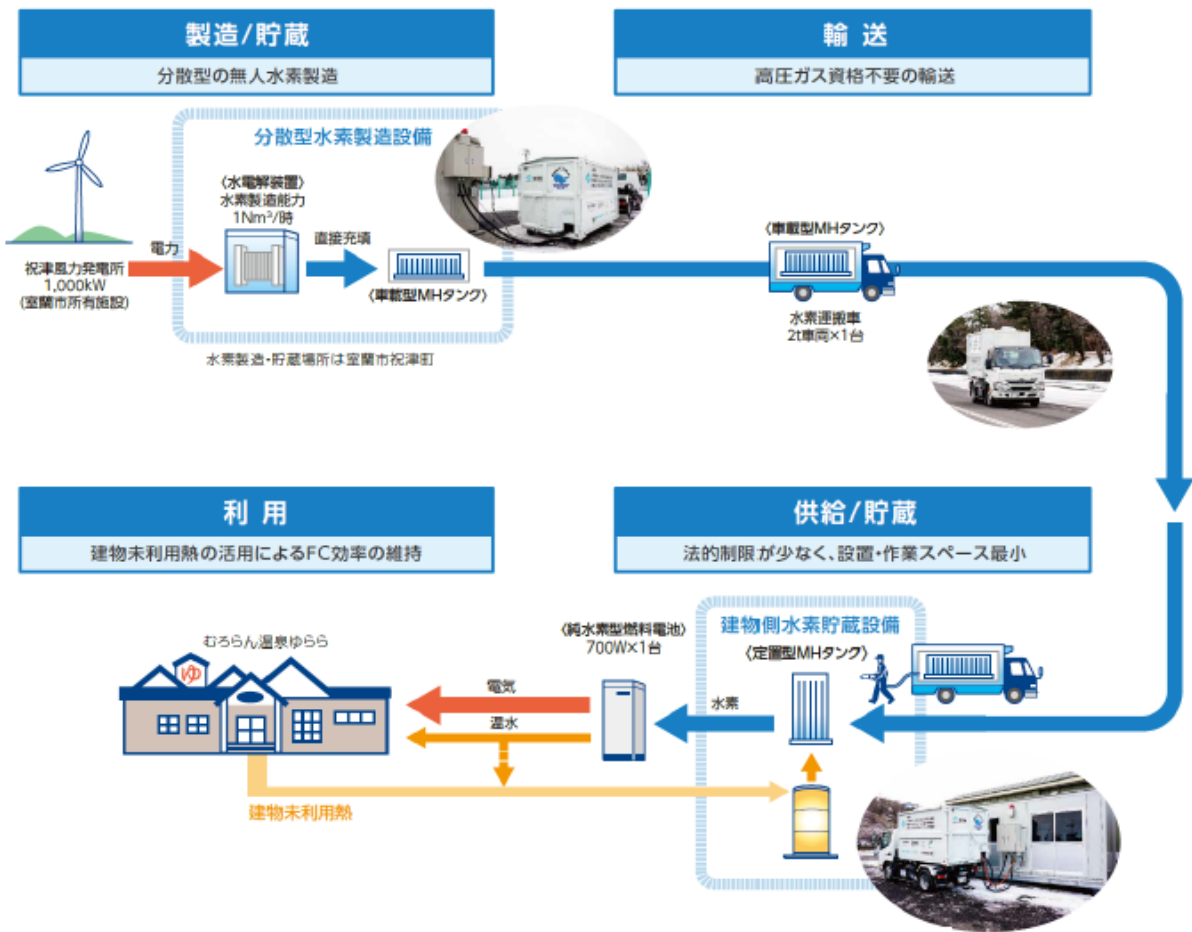 製造/貯蔵
分散型の無人水素製造
輸 送
高圧ガス資格不要の輸送
分散型水素製造設備
〈水電解装置〉
水素製造能力
1Nm³/時
電力
直接充填
祝津風力発電所
1,000kW
(室蘭市所有施設)
〈車載型MHタンク〉
水素製造・貯蔵場所は室蘭市祝津町
〈車載型MHタンク〉
水素運搬車
2t車両×1台
利 用
建物未利用熱の活用によるFC効率の維持
供給/貯蔵
法的制限が少なく、設置・作業スペース最小
むろらん温泉ゆらら
ゆ
〈純水素型燃料電池〉
700W×1台
建物側水素貯蔵設備
〈定置型MHタンク〉
電気
温水
水素
建物未利用熱